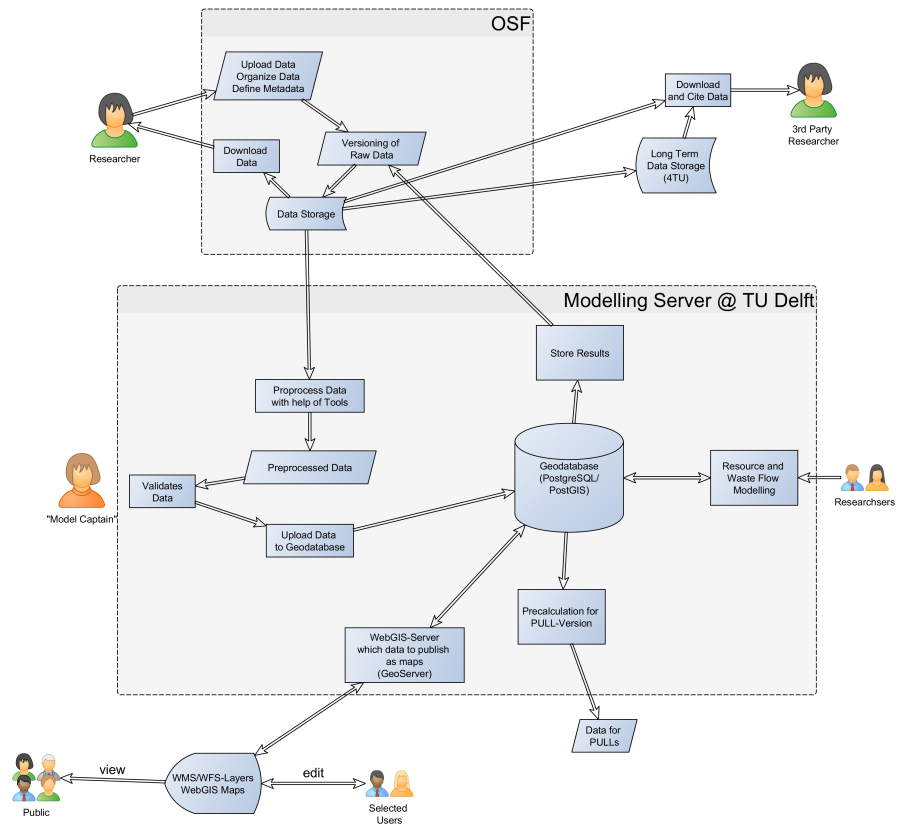 OSF
Upload Data
Organize Data
Define Metadata
Researcher
Download
Data
Versioning of
Raw Data
Data Storage
Download
and Cite Data
3rd Party
Researcher
Long Term
Data Storage
(4TU)
Modelling Server @ TU Delft
Store Results
Proprocess Data
with help of Tools
Preprocessed Data
Validates
Data
"Model Captain"
Upload Data
to Geodatabase
Geodatabase
(PostgreSQL/
PostGIS)
Resource and
Waste Flow
Modelling
Researchsers
Precalculation for
PULL-Version
WebGIS-Server
which data to publish
as maps
(GeoServer)
Data for
PULLs
view
WMS/WFS-Layers
WebGIS Maps
edit
Public
Selected
Users